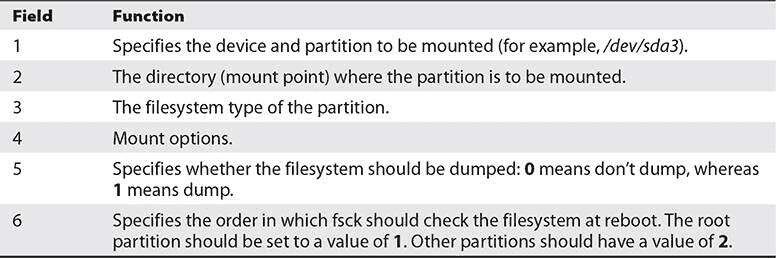 Field Function
1 Specifies the device and partition to be mounted (for example, /dev/sda3).
2 The directory (mount point) where the partition is to be mounted.
3 The filesystem type of the partition.
4 Mount options.
5 Specifies whether the filesystem should be dumped: 0 means don’t dump, whereas
1 means dump.
6 Specifies the order in which fsck should check the filesystem at reboot. The root
partition should be set to a value of 1. Other partitions should have a value of 2.